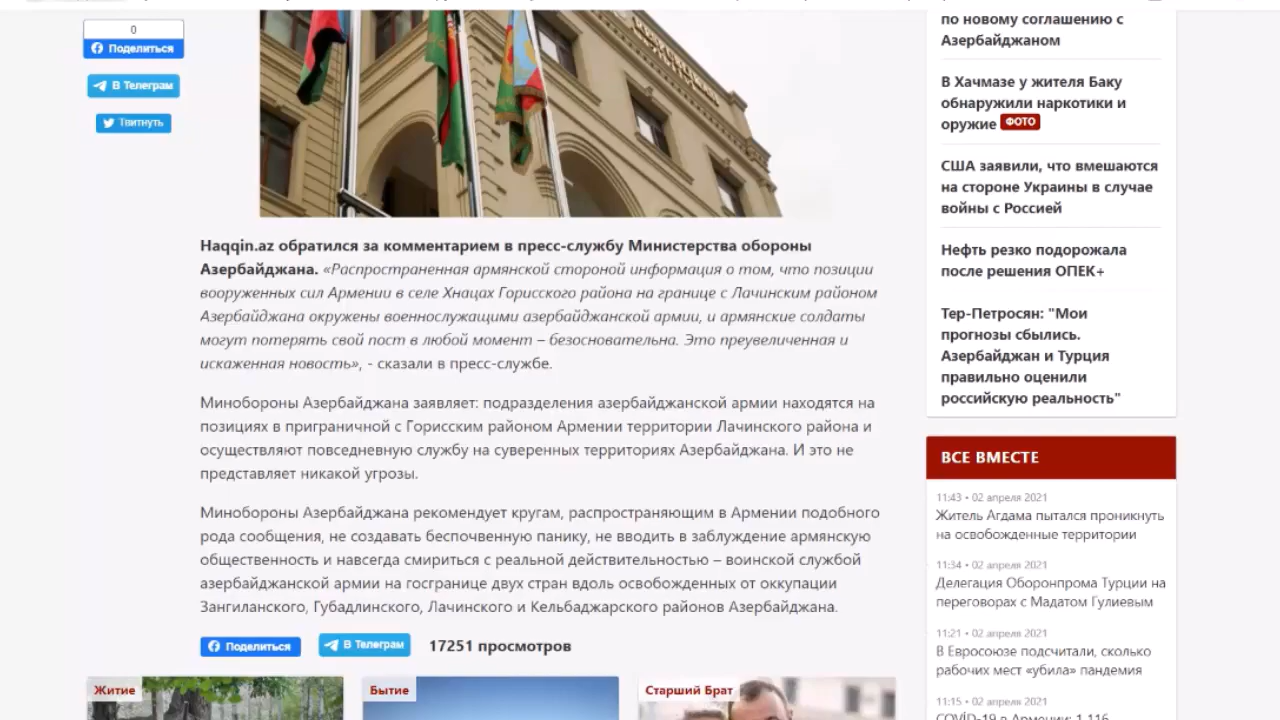 0
Поделиться
В Телеграм
Твитнуть
Haqqin.az обратился за комментарием в пресс-службу Министерства обороны
Азербайджана. «Распространенная армянской стороной информация о том, что позиции
вооруженных сил Армении в селе Хнацах Горисского района на границе с Лачинским районом
Азербайджана окружены военнослужащими азербайджанской армии, и армянские солдаты
могут потерять свой пост в любой момент – безосновательна. Это преувеличенная и
искаженная новость», - сказали в пресс-службе.
Минобороны Азербайджана заявляет: подразделения азербайджанской армии находятся на
позициях в приграничной с Горисским районом Армении территории Лачинского района и
осуществляют повседневную службу на суверенных территориях Азербайджана. И это не
представляет никакой угрозы.
Минобороны Азербайджана рекомендует кругам, распространяющим в Армении подобного
рода сообщения, не создавать беспочвенную панику, не вводить в заблуждение армянскую
общественность и навсегда смириться с реальной действительностью – воинской службой
азербайджанской армии на госгранице двух стран вдоль освобожденных от оккупации
Зангиланского, Губадлинского, Лачинского и Кельбаджарского районов Азербайджана.
Поделиться
В Телеграм
17251 просмотров
Житие
Бытие
Старший Брат
по новому соглашению с
Азербайджаном
В Хачмазе у жителя Баку
обнаружили наркотики и
оружие ФОТО
США заявили, что вмешаются
на стороне Украины в случае
войны с Россией
Нефть резко подорожала
после решения ОПЕК+
Тер-Петросян: "Мои
прогнозы сбылись.
Азербайджан и Турция
правильно оценили
российскую реальность"
ВСЕ ВМЕСТЕ
11:43 • 02 апреля 2021
Житель Агдама пытался проникнуть
на освобожденные территории
11:34 • 02 апреля 2021
Делегация Оборонпрома Турции на
переговорах с Мадатом Гулиевым
11:21 • 02 апреля 2021
В Евросоюзе подсчитали, сколько
рабочих мест «убила» пандемия
11:15 • 02 апреля 2021
COVID-19 в Армении: 1 116